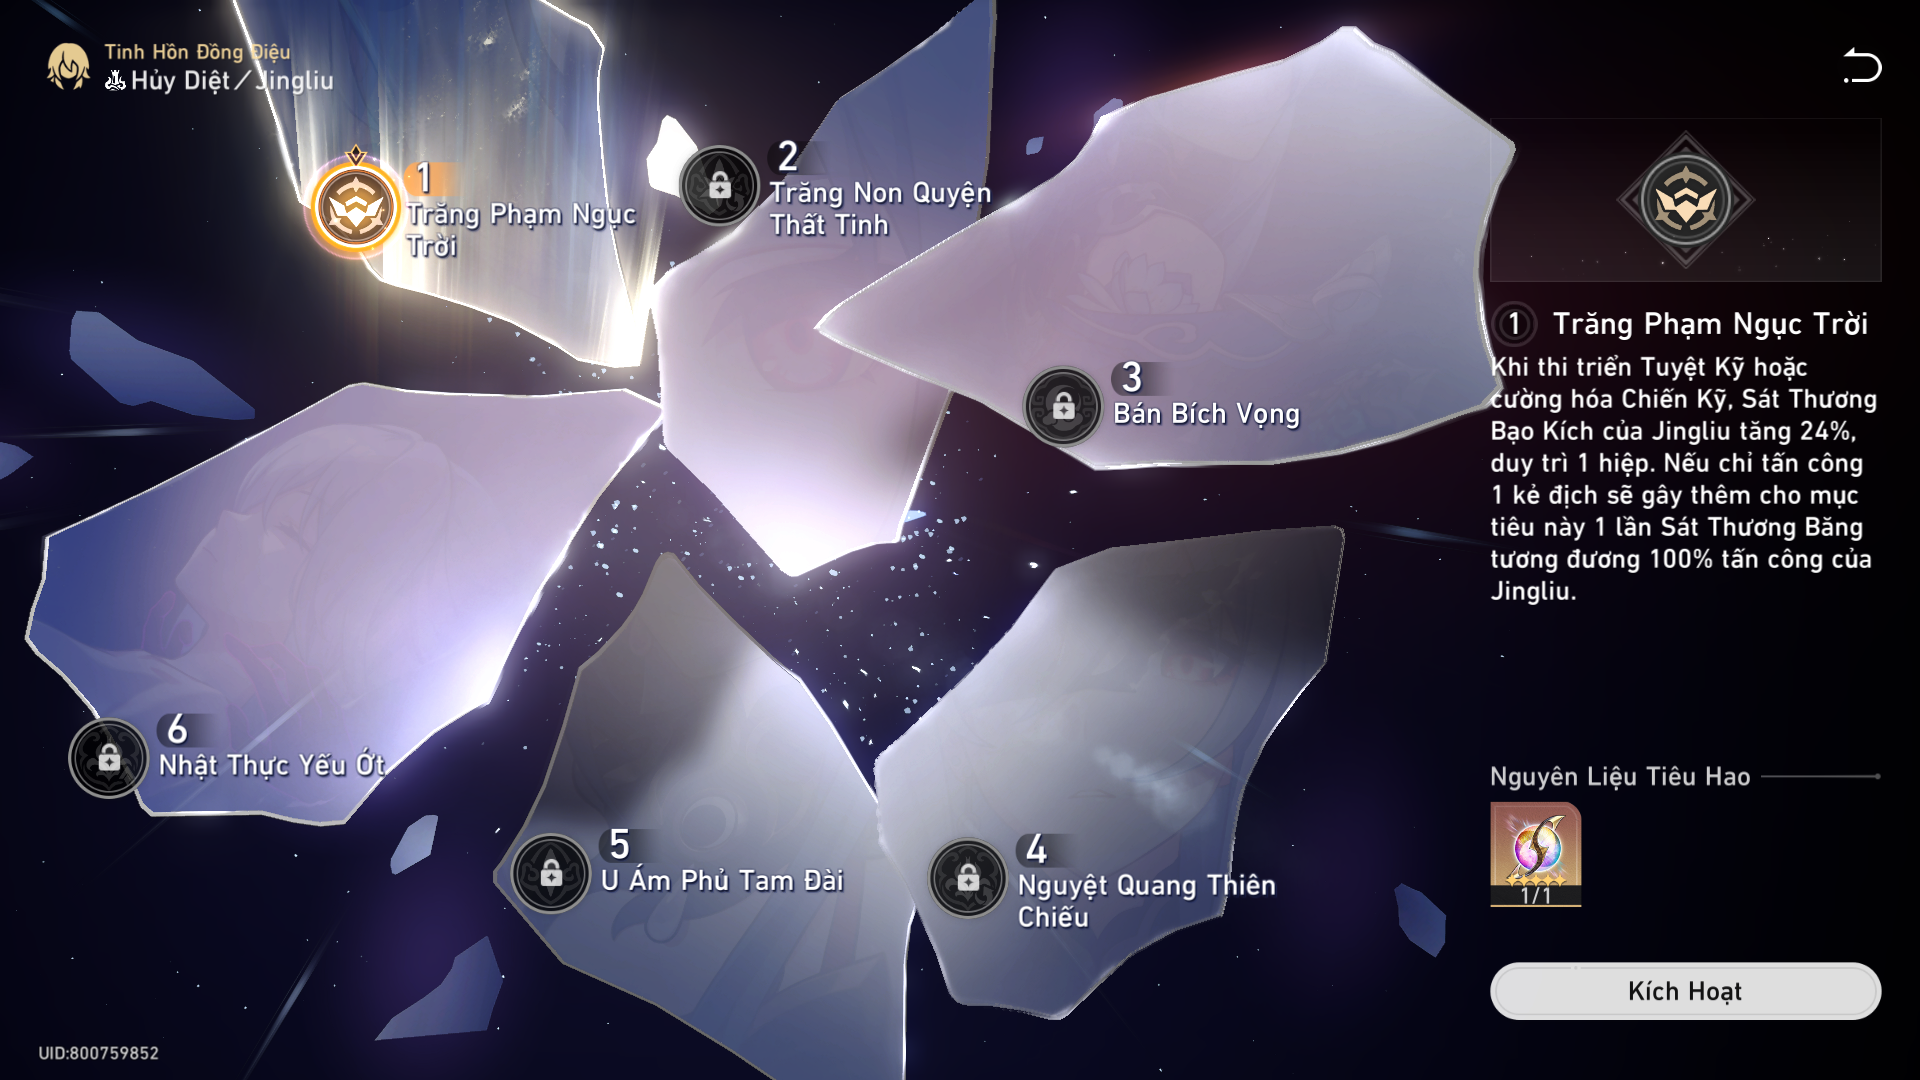 Tinh Hồn Đồng Điệu
Hủy Diệt/Jingliu
1
Trăng Phạm Ngục
Trời
2
Trăng Non Quyện
Thất Tinh
3
Bán Bích Vọng
6
Nhật Thực Yếu Ớt
5
U Ám Phủ Tam Đài
4
Nguyệt Quang Thiên
Chiếu
1 Trăng Phạm Ngục Trời
Khi thi triển Tuyệt Kỹ hoặc
cường hóa Chiến Kỹ, Sát Thương
Bạo Kích của Jingliu tăng 24%,
duy trì 1 hiệp. Nếu chỉ tấn công
1 kẻ địch sẽ gây thêm cho mục
tiêu này 1 lần Sát Thương Băng
tương đương 100% tấn công của
Jingliu.
Nguyên Liệu Tiêu Hao
1/1
Kích Hoạt
UID:800759852